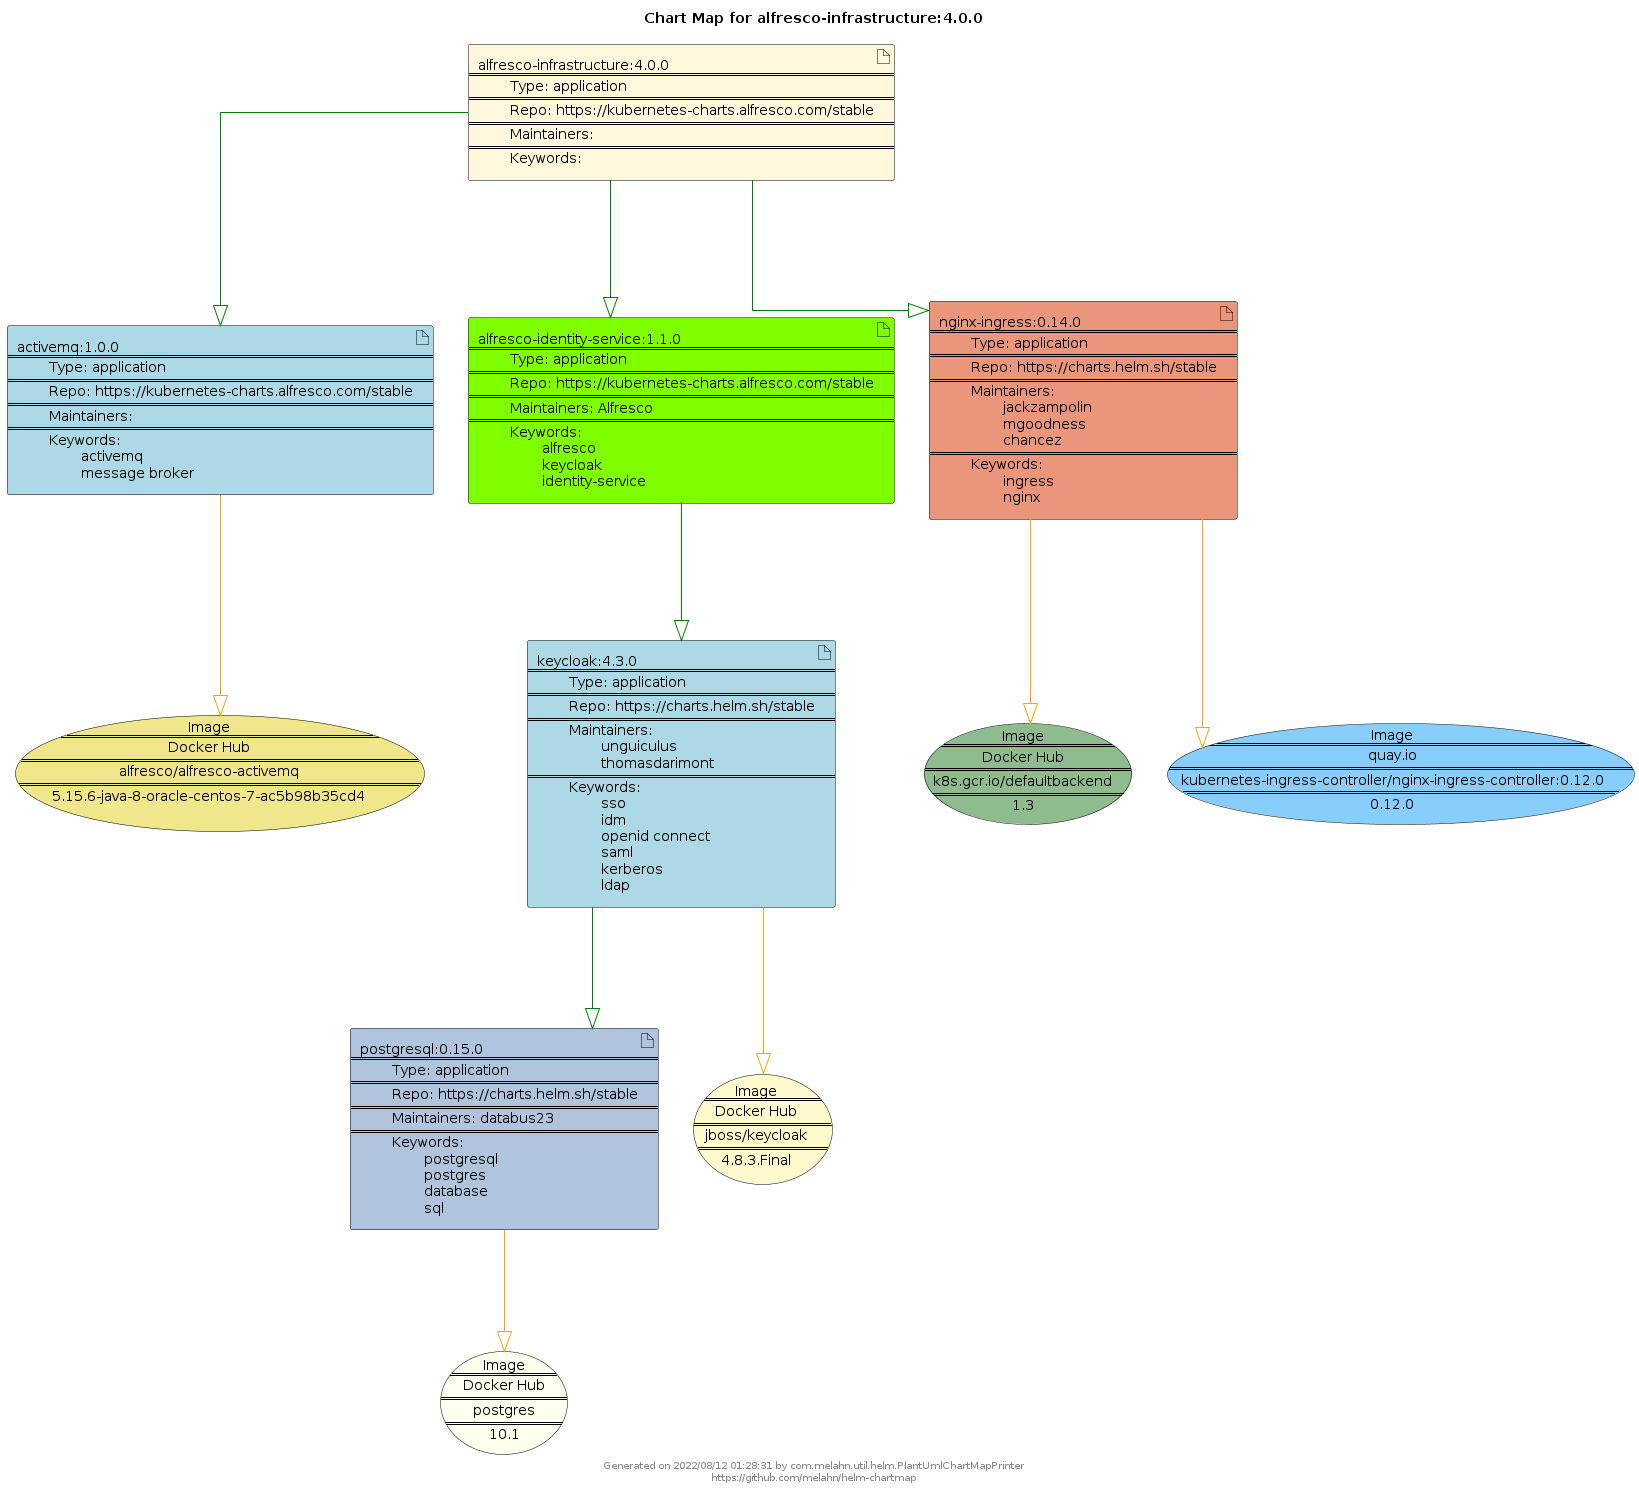 Chart Map for alfresco-infrastructure:4.0.0
alfresco-infrastructure:4.0.0
Type: application
Repo: https://kubernetes-charts.alfresco.com/stable
Maintainers:
Keywords:
activemq:1.0.0
Type: application
Repo: https://kubernetes-charts.alfresco.com/stable
Maintainers:
Keywords:
activemq
message broker
alfresco-identity-service:1.1.0
Type: application
Repo: https://kubernetes-charts.alfresco.com/stable
Maintainers: Alfresco
Keywords:
alfresco
keycloak
identity-service
nginx-ingress:0.14.0
Type: application
Repo: https://charts.helm.sh/stable
Maintainers:
jackzampolin
mgoodness
chancez
Keywords:
ingress
nginx
keycloak:4.3.0
Type: application
Repo: https://charts.helm.sh/stable
Maintainers:
unguiculus
thomasdarimont
Keywords:
sso
idm
openid connect
saml
kerberos
ldap
Image
Docker Hub
alfresco/alfresco-activemq
5.15.6-java-8-oracle-centos-7-ac5b98b35cd4
Image
Docker Hub
k8s.gcr.io/defaultbackend
1.3
Image
quay.io
kubernetes-ingress-controller/nginx-ingress-controller:0.12.0
0.12.0
postgresql:0.15.0
Type: application
Repo: https://charts.helm.sh/stable
Maintainers: databus23
Keywords:
postgresql
postgres
database
sql
Image
Docker Hub
jboss/keycloak
4.8.3.Final
Image
Docker Hub
postgres
10.1
Generated on 2022/08/12 01:28:31 by com.melahn.util.helm.PlantUmlChartMapPrinter
https://github.com/melahn/helm-chartmap